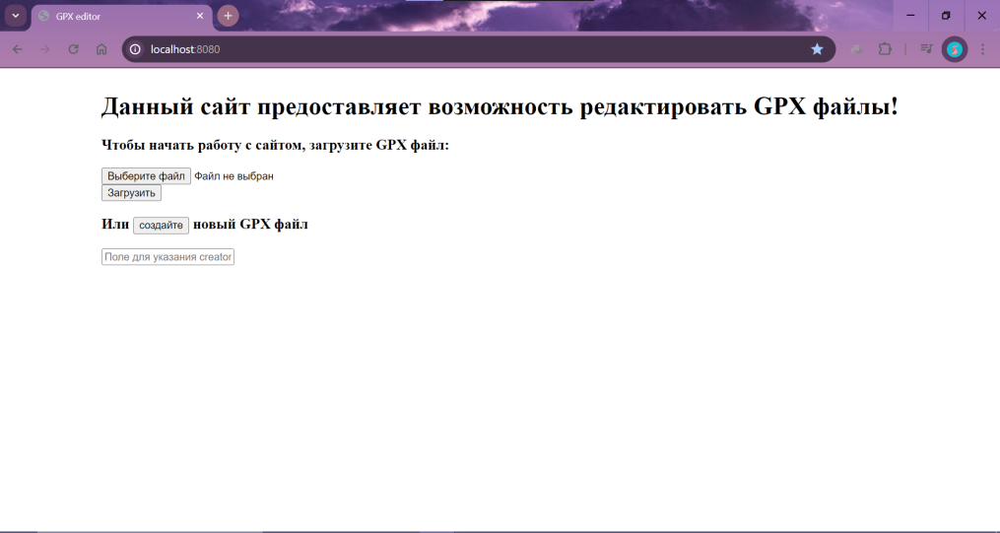 GPX editor
localhost:8080
Данный сайт предоставляет возможность редактировать GPX файлы!
Чтобы начать работу с сайтом, загрузите GPX файл:
Выберите файл Файл не выбран
Загрузить
Или создайте новый GPX файл
Поле для указания creator